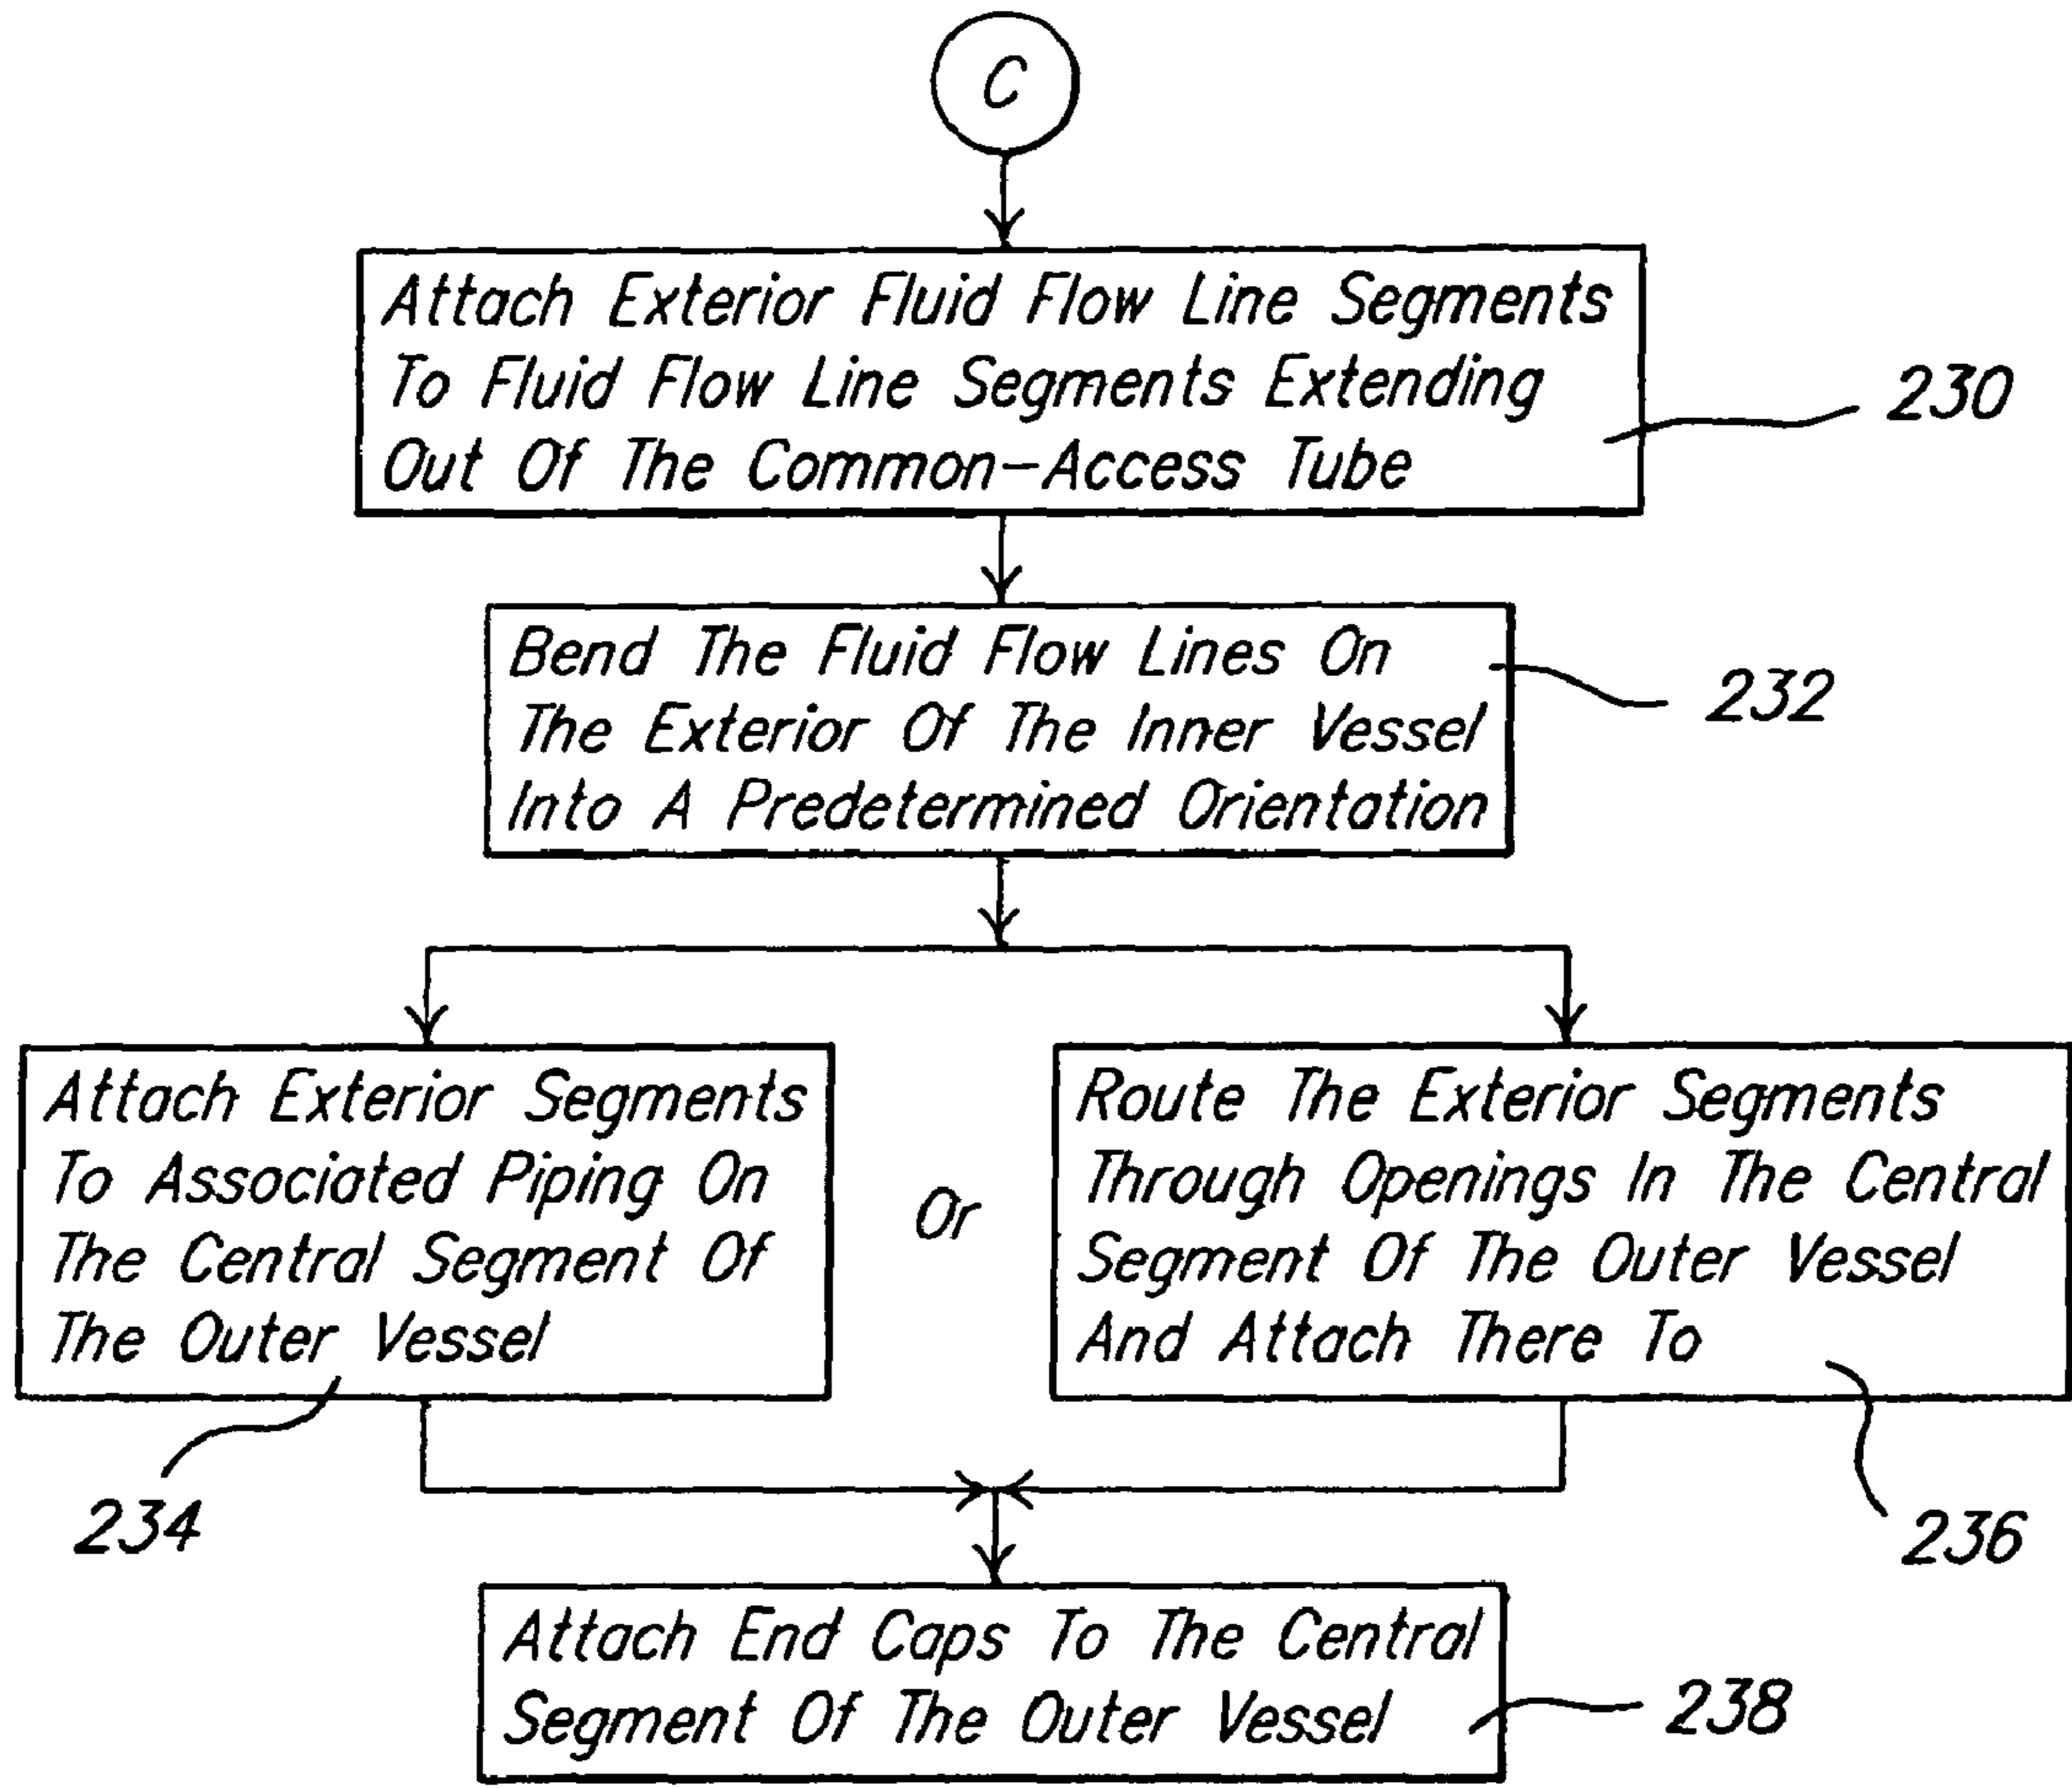 C
Attach Exterior Fluid Flow Line Segments
To Fluid Flow Line Segments Extending
Out Of The Common-Access Tube
230
Bend The Fluid Flow Lines On
The Exterior Of The Inner Vessel
Into A Predetermined Orientation
232
Attach Exterior Segments
To Associated Piping On
The Central Segment Of
The Outer Vessel
234
Or
Route The Exterior Segments
Through Openings In The Central
Segment Of The Outer Vessel
And Attach There To
236
Attach End Caps To The Central
Segment Of The Outer Vessel
238